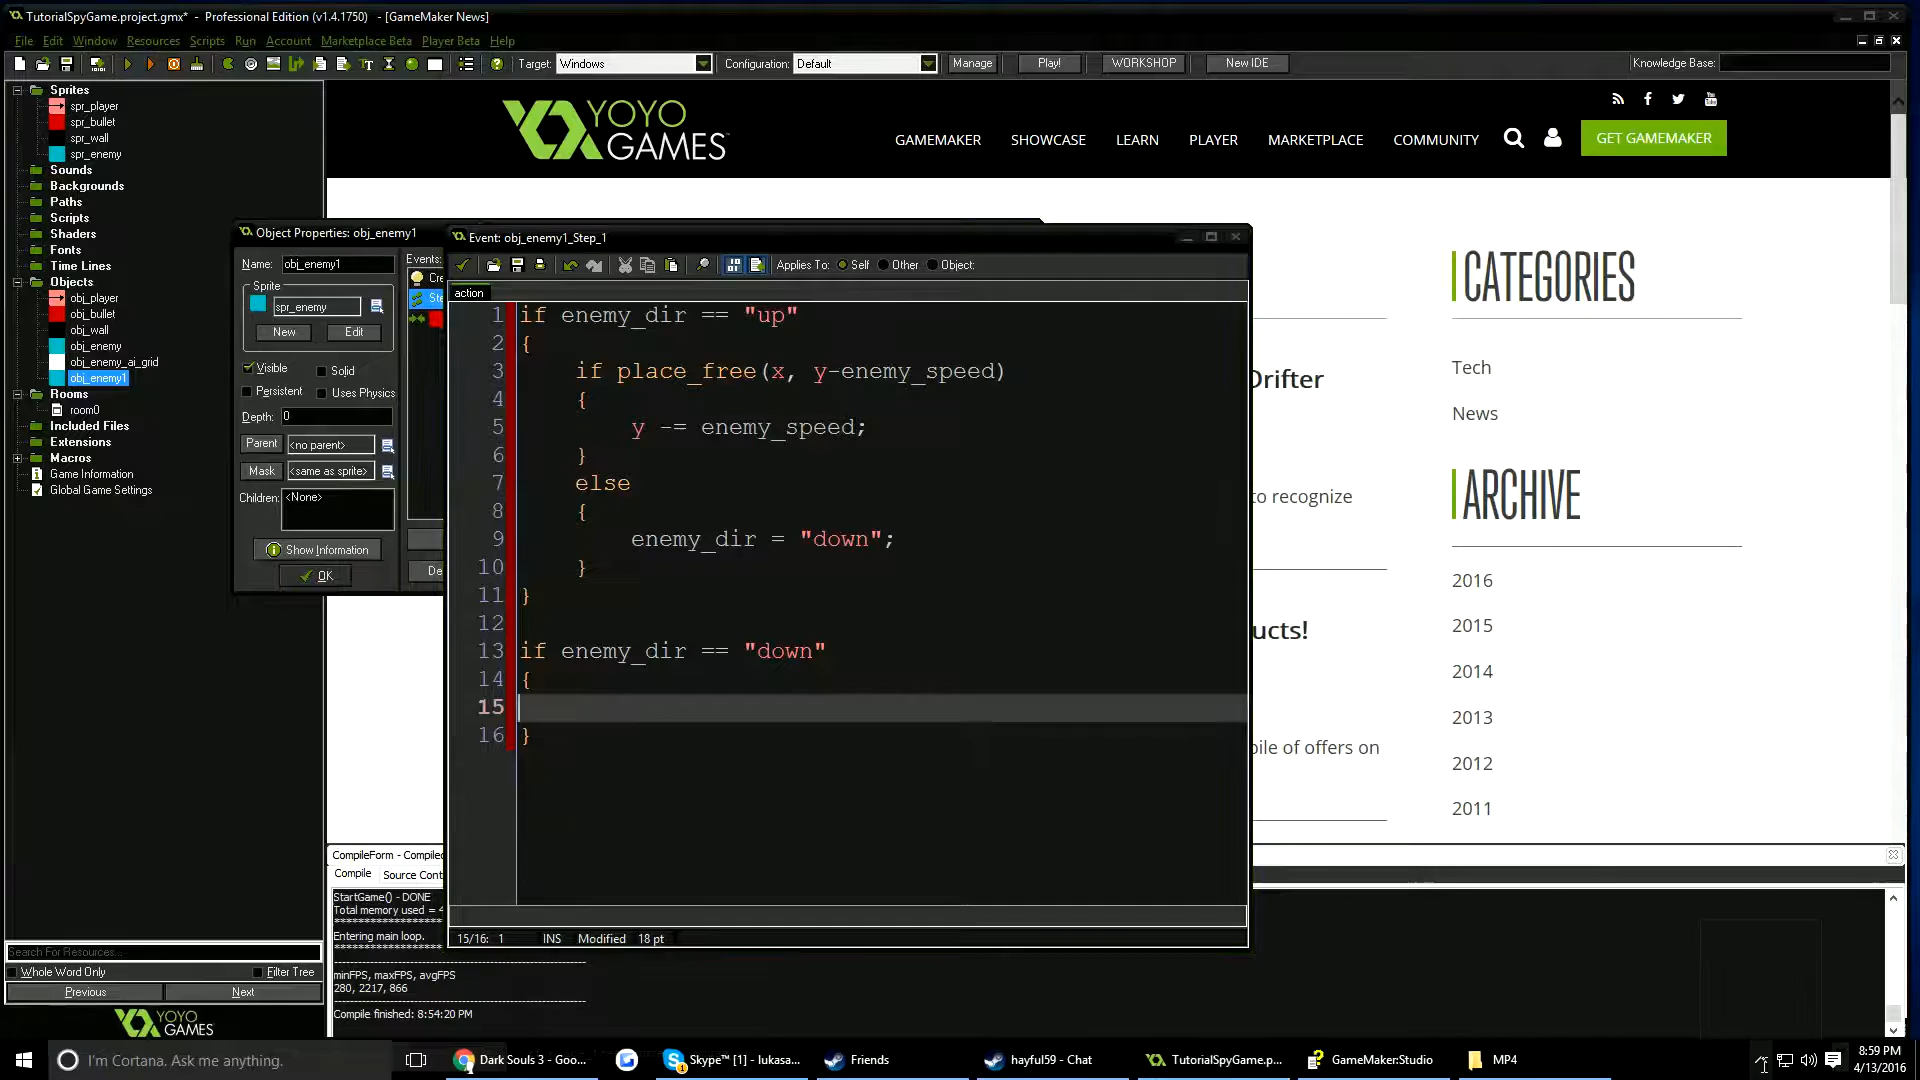 TutorialSpyGame.project.gmx* - Professional Edition (v1.4.1750) - [GameMaker News]
File Edit Window Resources Scripts Run Account Marketplace Beta Player Beta Help
Target: Windows Configuration: Default Manage Play! WORKSHOP New IDE Knowledge Base:
Sprites
spr_player
spr_bullet
spr_wall
spr_enemy
Sounds
Backgrounds
Paths
Scripts
Shaders
Fonts
Time Lines
Objects
obj_player
obj_bullet
obj_wall
obj_enemy
obj_enemy_ai_grid
obj_enemy1
Rooms
room0
Included Files
Extensions
Macros
Game Information
Global Game Settings
Search For Resources...
Whole Word Only Filter Tree
Previous Next
YOYO GAMES
YOYO GAMES™
GAMEMAKER SHOWCASE LEARN PLAYER MARKETPLACE COMMUNITY GET GAMEMAKER
CATEGORIES
Tech
News
ARCHIVE
2016
2015
2014
2013
2012
2011
Drifter
to recognize
ucts!
pile of offers on
Object Properties: obj_enemy1
Name: obj_enemy1
Sprite
spr_enemy
New Edit
Visible Solid
Persistent Uses Physics
Depth: 0
Parent <no parent>
Mask <same as sprite>
Children: <None>
Show Information
OK
Events:
Cre
Ste
De
Event: obj_enemy1_Step_1
Applies To: Self Other Object:
action
1 if enemy_dir == "up"
2 {
3 if place_free(x, y-enemy_speed)
4 {
5 y -= enemy_speed;
6 }
7 else
8 {
9 enemy_dir = "down";
10 }
11 }
12
13 if enemy_dir == "down"
14 {
15
16 }
15/16: 1 INS Modified 18 pt
CompileForm - Compiled
Compile Source Cont
StartGame() - DONE
Total memory used = 4
Entering main loop.
minFPS, maxFPS, avgFPS
280, 2217, 866
Compile finished: 8:54:20 PM
I'm Cortana. Ask me anything.
Dark Souls 3 - Goo...
Skype™ [1] - lukasa...
Friends
hayful59 - Chat
TutorialSpyGame.p...
GameMaker:Studio
MP4
8:59 PM
4/13/2016